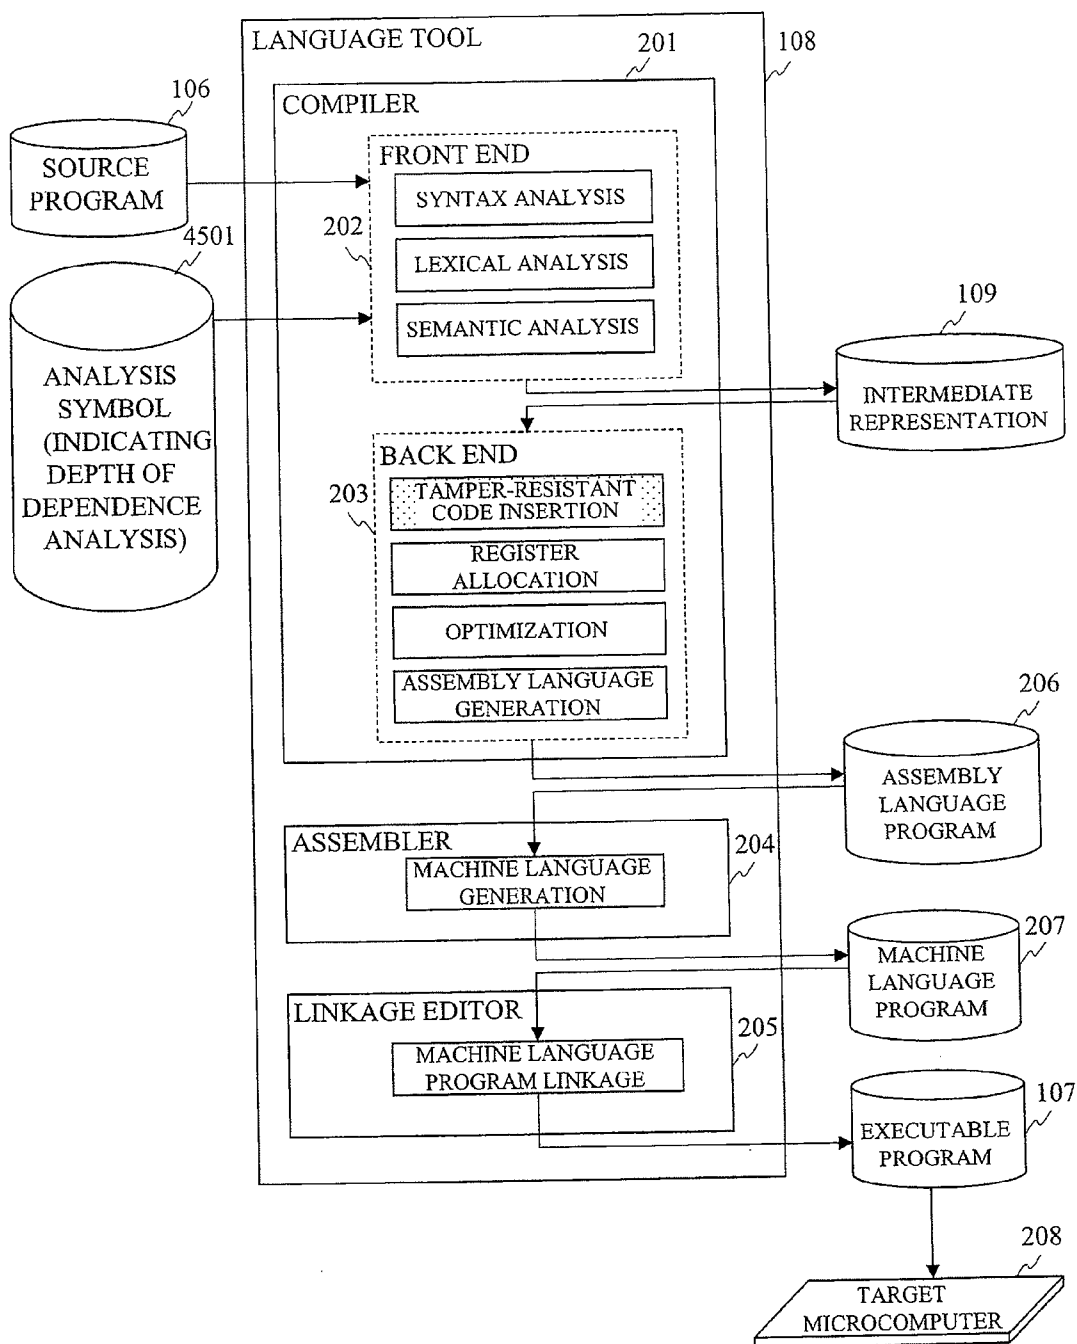 LANGUAGE TOOL
201
108
COMPILER
106
SOURCE
PROGRAM
FRONT END
SYNTAX ANALYSIS
202
LEXICAL ANALYSIS
SEMANTIC ANALYSIS
4501
ANALYSIS
SYMBOL
(INDICATING
DEPTH OF
DEPENDENCE
ANALYSIS)
109
INTERMEDIATE
REPRESENTATION
BACK END
203
TAMPER-RESISTANT
CODE INSERTION
REGISTER
ALLOCATION
OPTIMIZATION
ASSEMBLY LANGUAGE
GENERATION
206
ASSEMBLY
LANGUAGE
PROGRAM
ASSEMBLER
204
MACHINE LANGUAGE
GENERATION
207
MACHINE
LANGUAGE
PROGRAM
LINKAGE EDITOR
205
MACHINE LANGUAGE
PROGRAM LINKAGE
107
EXECUTABLE
PROGRAM
208
TARGET
MICROCOMPUTER